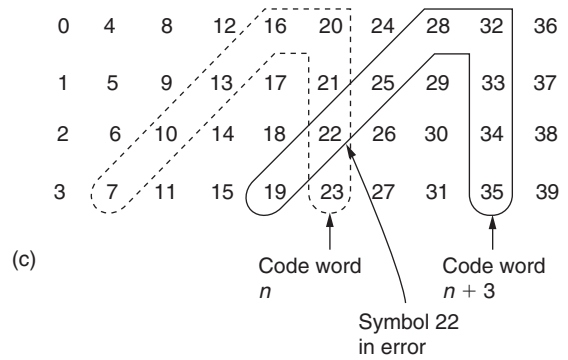 0 4 8 12 16 20 24 28 32 36
1 5 9 13 17 21 25 29 33 37
2 6 10 14 18 22 26 30 34 38
3 7 11 15 19 23 27 31 35 39
(c)
Code word
n
Code word
n + 3
Symbol 22
in error